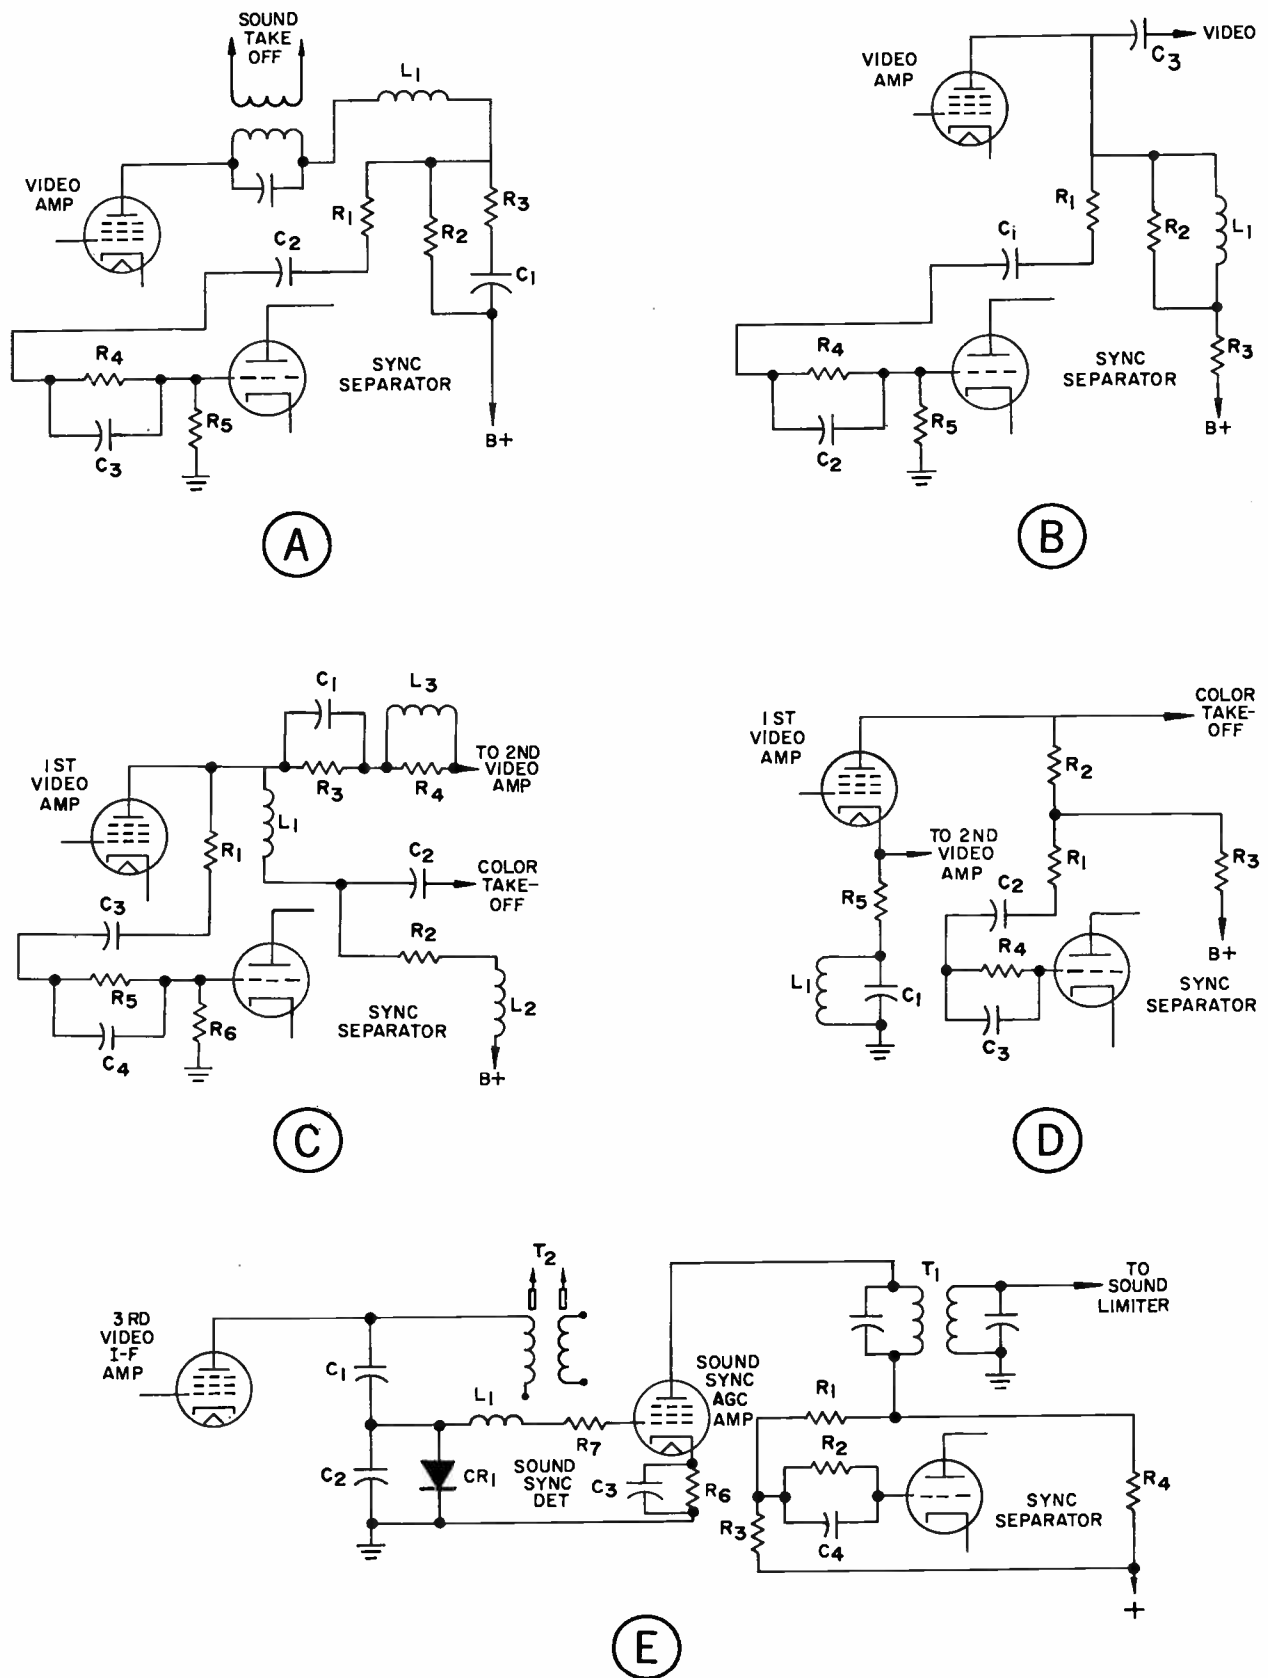 SOUND
TAKE
OFF
L1
VIDEO
AMP
R1
R2
R3
C2
C1
R4
SYNC
SEPARATOR
R5
C3
B+
A
VIDEO
C3
VIDEO
AMP
R1
R2
L1
Ci
R4
SYNC
SEPARATOR
R3
R5
C2
B+
B
C1
L3
1ST
VIDEO
AMP
R3
R4
TO 2ND
VIDEO
AMP
R1
L1
C2
COLOR
TAKE-
OFF
C3
R2
R5
R6
SYNC
SEPARATOR
L2
C4
B+
C
COLOR
TAKE-
OFF
1ST
VIDEO
AMP
R2
TO 2ND
VIDEO
AMP
R1
R3
R5
C2
R4
B+
L1
C1
SYNC
SEPARATOR
C3
D
T2
3RD
VIDEO
I-F
AMP
C1
L1
R7
SOUND
SYNC
AGC
AMP
T1
TO
SOUND
LIMITER
C2
CR1
SOUND
SYNC
DET
C3
R6
R1
R2
R3
C4
SYNC
SEPARATOR
R4
+
E